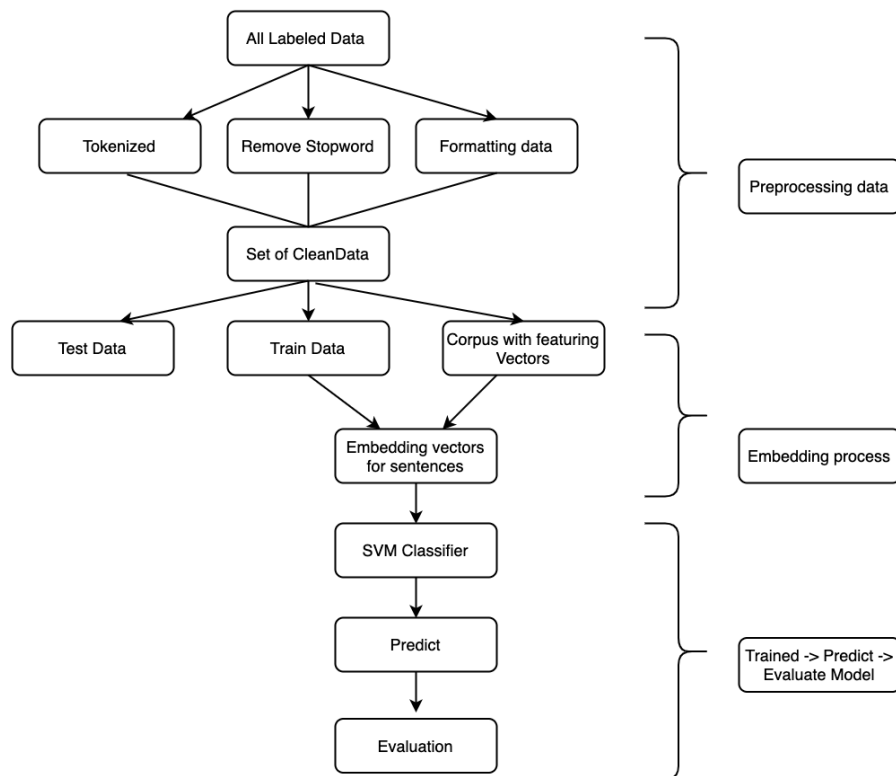 All Labeled Data
Tokenized
Remove Stopword
Formatting data
Preprocessing data
Set of CleanData
Test Data
Train Data
Corpus with featuring
Vectors
Embedding vectors
for sentences
Embedding process
SVM Classifier
Predict
Trained -> Predict ->
Evaluate Model
Evaluation